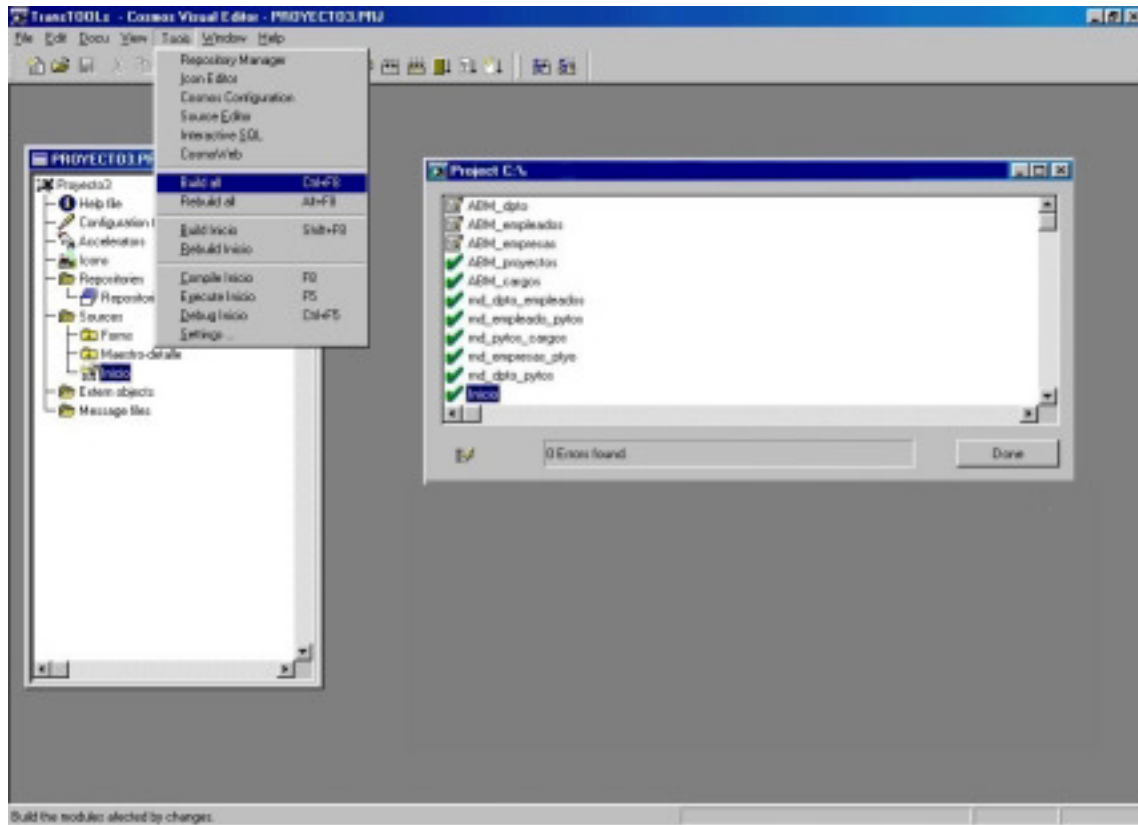 TransTOOLs - Cosmos Visual Editor - PROYECTO3.PRJ
File Edit Docu View Tools Window Help
Repository Manager
Icon Editor
Cosmos Configuration
Source Editor
Interactive SQL
CosmoWeb
Build all Ctrl+F8
Rebuild all Alt+F8
Build Inicio Shift+F8
Rebuild Inicio
Compile Inicio F8
Execute Inicio F5
Debug Inicio Ctrl+F5
Settings ...
PROYECTO3.PR
Proyecto3
Help file
Configuration f
Accelerators
Icons
Repositories
Repositori
Sources
Forms
Maestro-detalle
Inicio
Extern objects
Message files
Project C:\.
ABM_dpto
ABM_empleados
ABM_empresas
ABM_proyectos
ABM_cargos
md_dpto_empleados
md_empleado_pytos
md_pytos_cargos
md_empresas_ptyo
md_dpto_pytos
Inicio
0 Errors found
Done
Build the modules afected by changes.